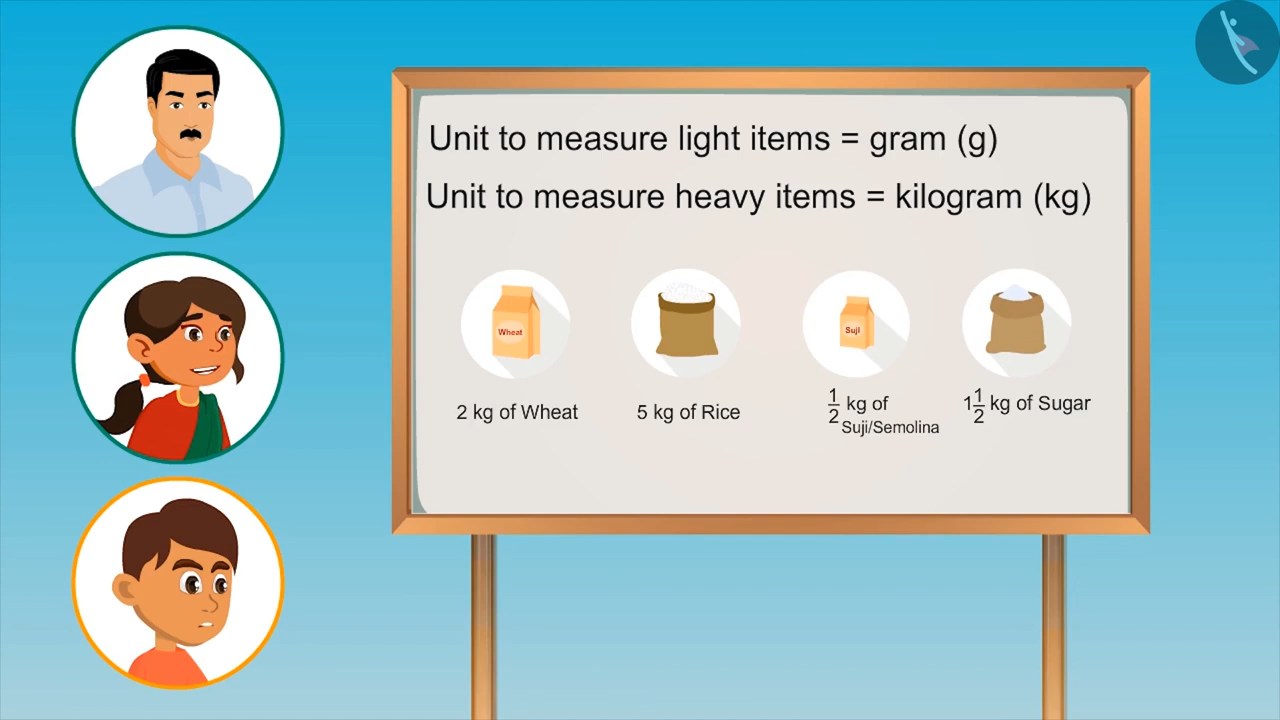 Unit to measure light items = gram (g)
Unit to measure heavy items = kilogram (kg)
Wheat
Suji
2 kg of Wheat
5 kg of Rice
1/2 kg of
Suji/Semolina
1 1/2 kg of Sugar